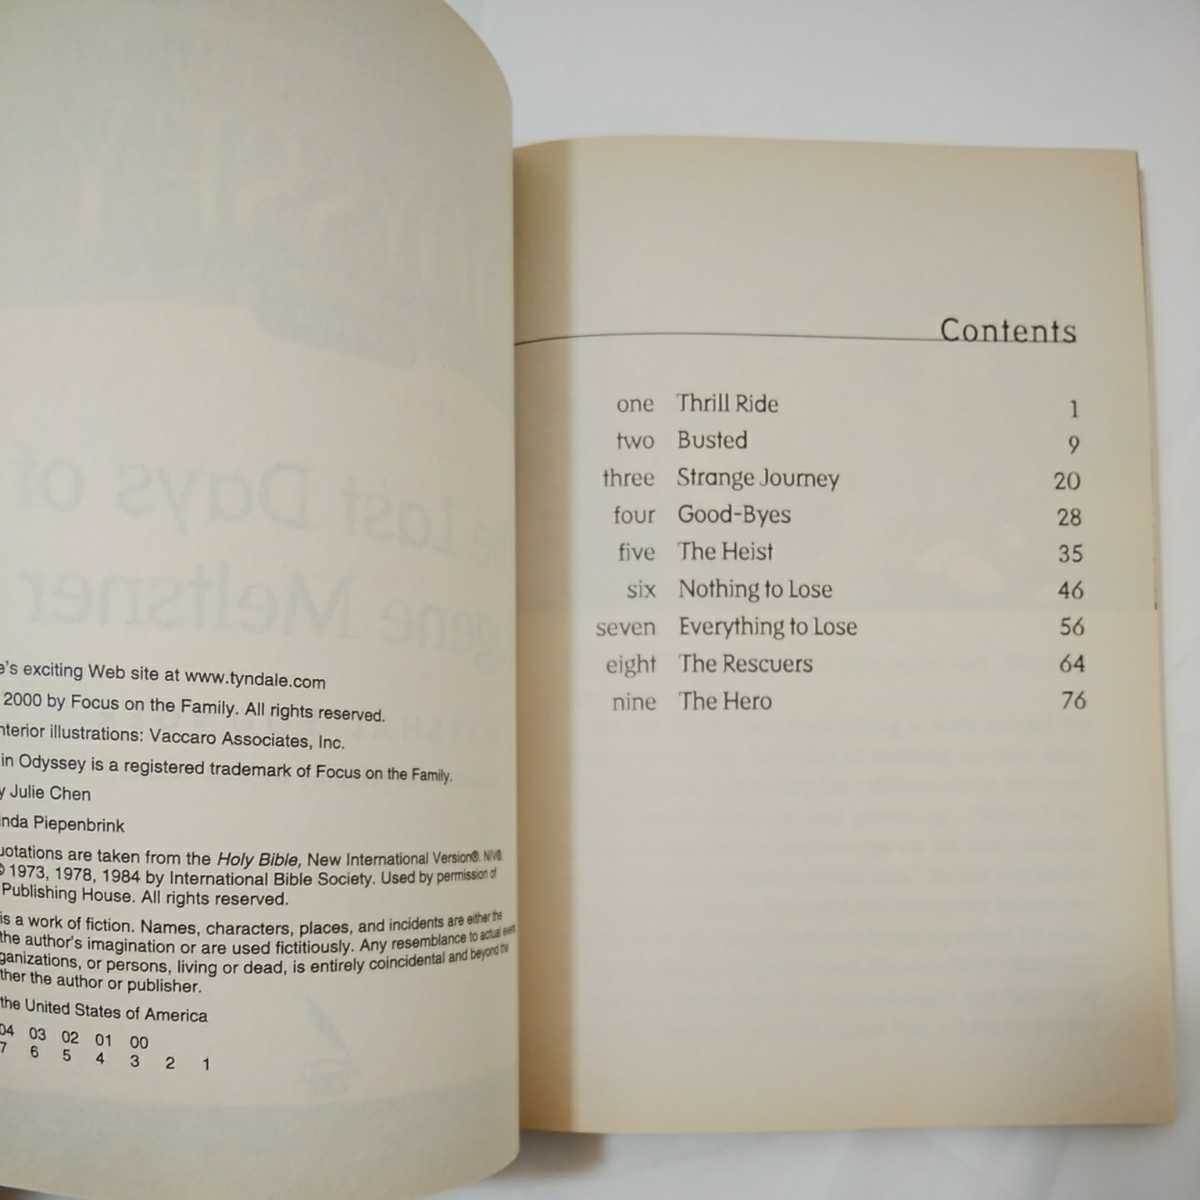 e's exciting Web site at www.tyndale.com
2000 by Focus on the Family. All rights reserved.
nterior illustrations: Vaccaro Associates, Inc.
in Odyssey is a registered trademark of Focus on the Family.
y Julie Chen
nda Piepenbrink
uotations are taken from the Holy Bible, New International Version®. NIV®.
© 1973, 1978, 1984 by International Bible Society. Used by permission of
Publishing House. All rights reserved.
is a work of fiction. Names, characters, places, and incidents are either the
the author's imagination or are used fictitiously. Any resemblance to actual events,
ganizations, or persons, living or dead, is entirely coincidental and beyond the
ther the author or publisher.
the United States of America
04 03 02 01 00
7 6 5 4 3 2 1
Contents
one Thrill Ride 1
two Busted 9
three Strange Journey 20
four Good-Byes 28
five The Heist 35
six Nothing to Lose 46
seven Everything to Lose 56
eight The Rescuers 64
nine The Hero 76